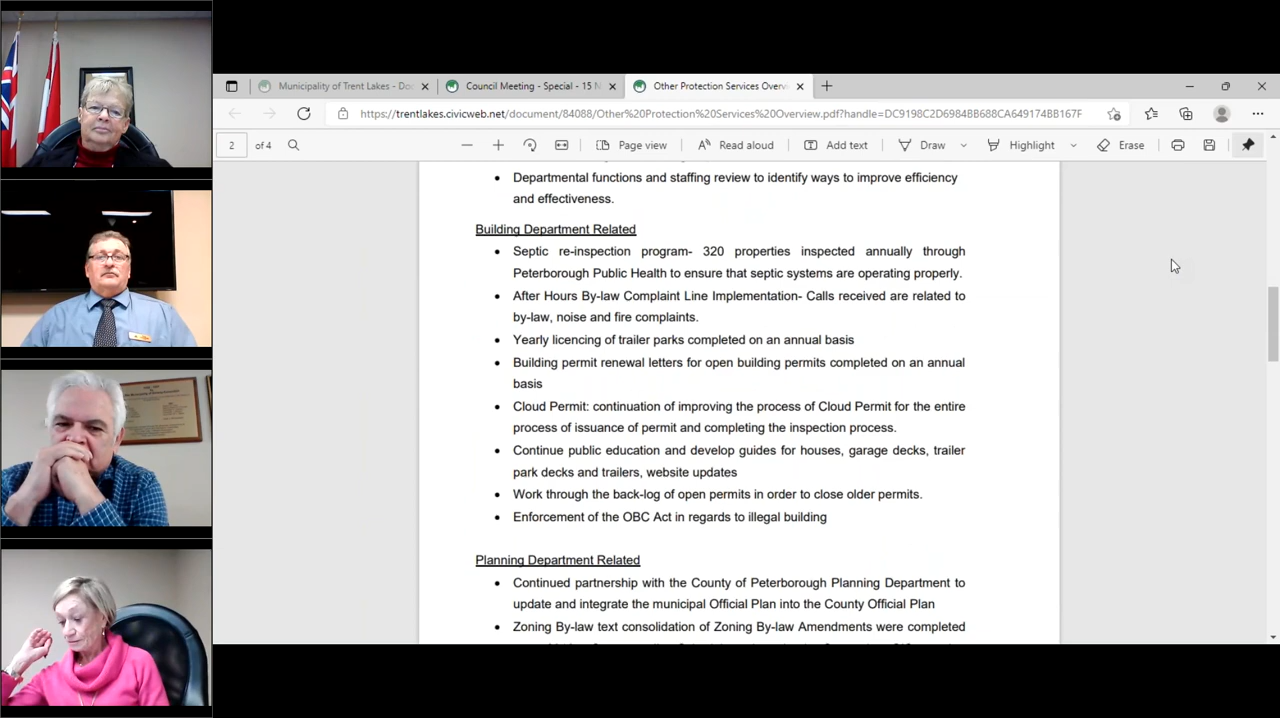 Municipality of Trent Lakes - Doc
Council Meeting - Special - 15 N
Other Protection Services Overv
https://trentlakes.civicweb.net/document/84088/Other%20Protection%20Services%20Overview.pdf?handle=DC9198C2D6984BB688CA649174BB167F
2 of 4
Page view
Read aloud
Add text
Draw
Highlight
Erase
• Departmental functions and staffing review to identify ways to improve efficiency
and effectiveness.
Building Department Related
• Septic re-inspection program- 320 properties inspected annually through
Peterborough Public Health to ensure that septic systems are operating properly.
• After Hours By-law Complaint Line Implementation- Calls received are related to
by-law, noise and fire complaints.
• Yearly licencing of trailer parks completed on an annual basis
• Building permit renewal letters for open building permits completed on an annual
basis
• Cloud Permit: continuation of improving the process of Cloud Permit for the entire
process of issuance of permit and completing the inspection process.
• Continue public education and develop guides for houses, garage decks, trailer
park decks and trailers, website updates
• Work through the back-log of open permits in order to close older permits.
• Enforcement of the OBC Act in regards to illegal building
Planning Department Related
• Continued partnership with the County of Peterborough Planning Department to
update and integrate the municipal Official Plan into the County Official Plan
• Zoning By-law text consolidation of Zoning By-law Amendments were completed